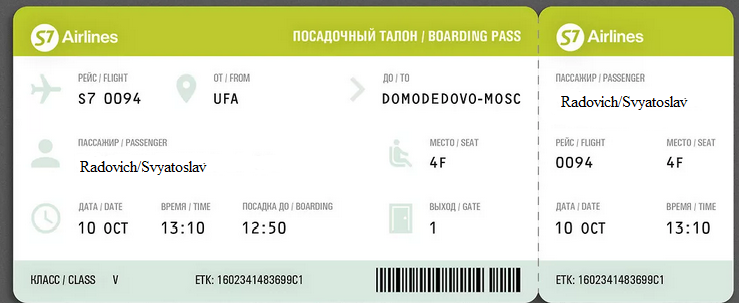 S7 Airlines
ПОСАДОЧНЫЙ ТАЛОН / BOARDING PASS
РЕЙС / FLIGHT
S7 0094
ОТ / FROM
UFA
ДО / TO
DOMODEDOVO-MOSC
ПАССАЖИР / PASSENGER
Radovich/Svyatoslav
МЕСТО / SEAT
4F
ДАТА / DATE
10 OCT
ВРЕМЯ / TIME
13:10
ПОСАДКА ДО / BOARDING
12:50
ВЫХОД / GATE
1
КЛАСС / CLASS V
ETK: 1602341483699C1
S7 Airlines
ПАССАЖИР / PASSENGER
Radovich/Svyatoslav
РЕЙС / FLIGHT
0094
МЕСТО / SEAT
4F
ДАТА / DATE
10 OCT
ВРЕМЯ / TIME
13:10
ETK: 1602341483699C1